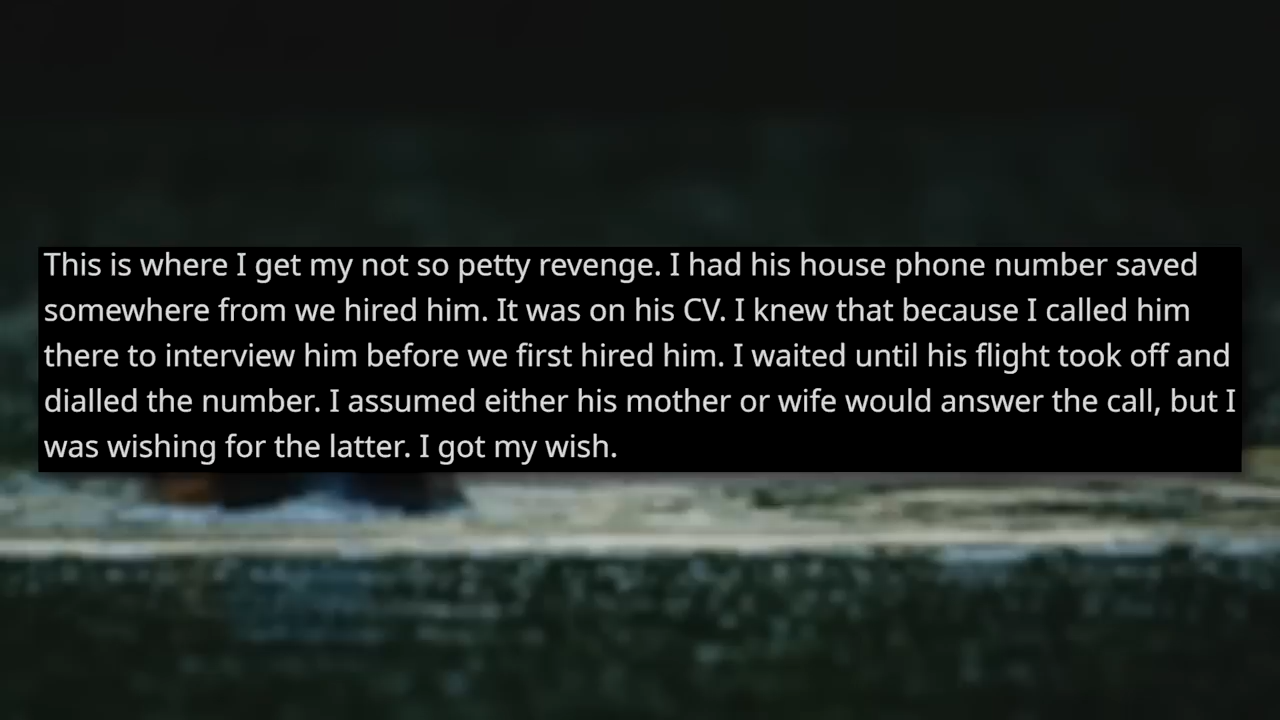 This is where I get my not so petty revenge. I had his house phone number saved
somewhere from we hired him. It was on his CV. I knew that because I called him
there to interview him before we first hired him. I waited until his flight took off and
dialled the number. I assumed either his mother or wife would answer the call, but I
was wishing for the latter. I got my wish.